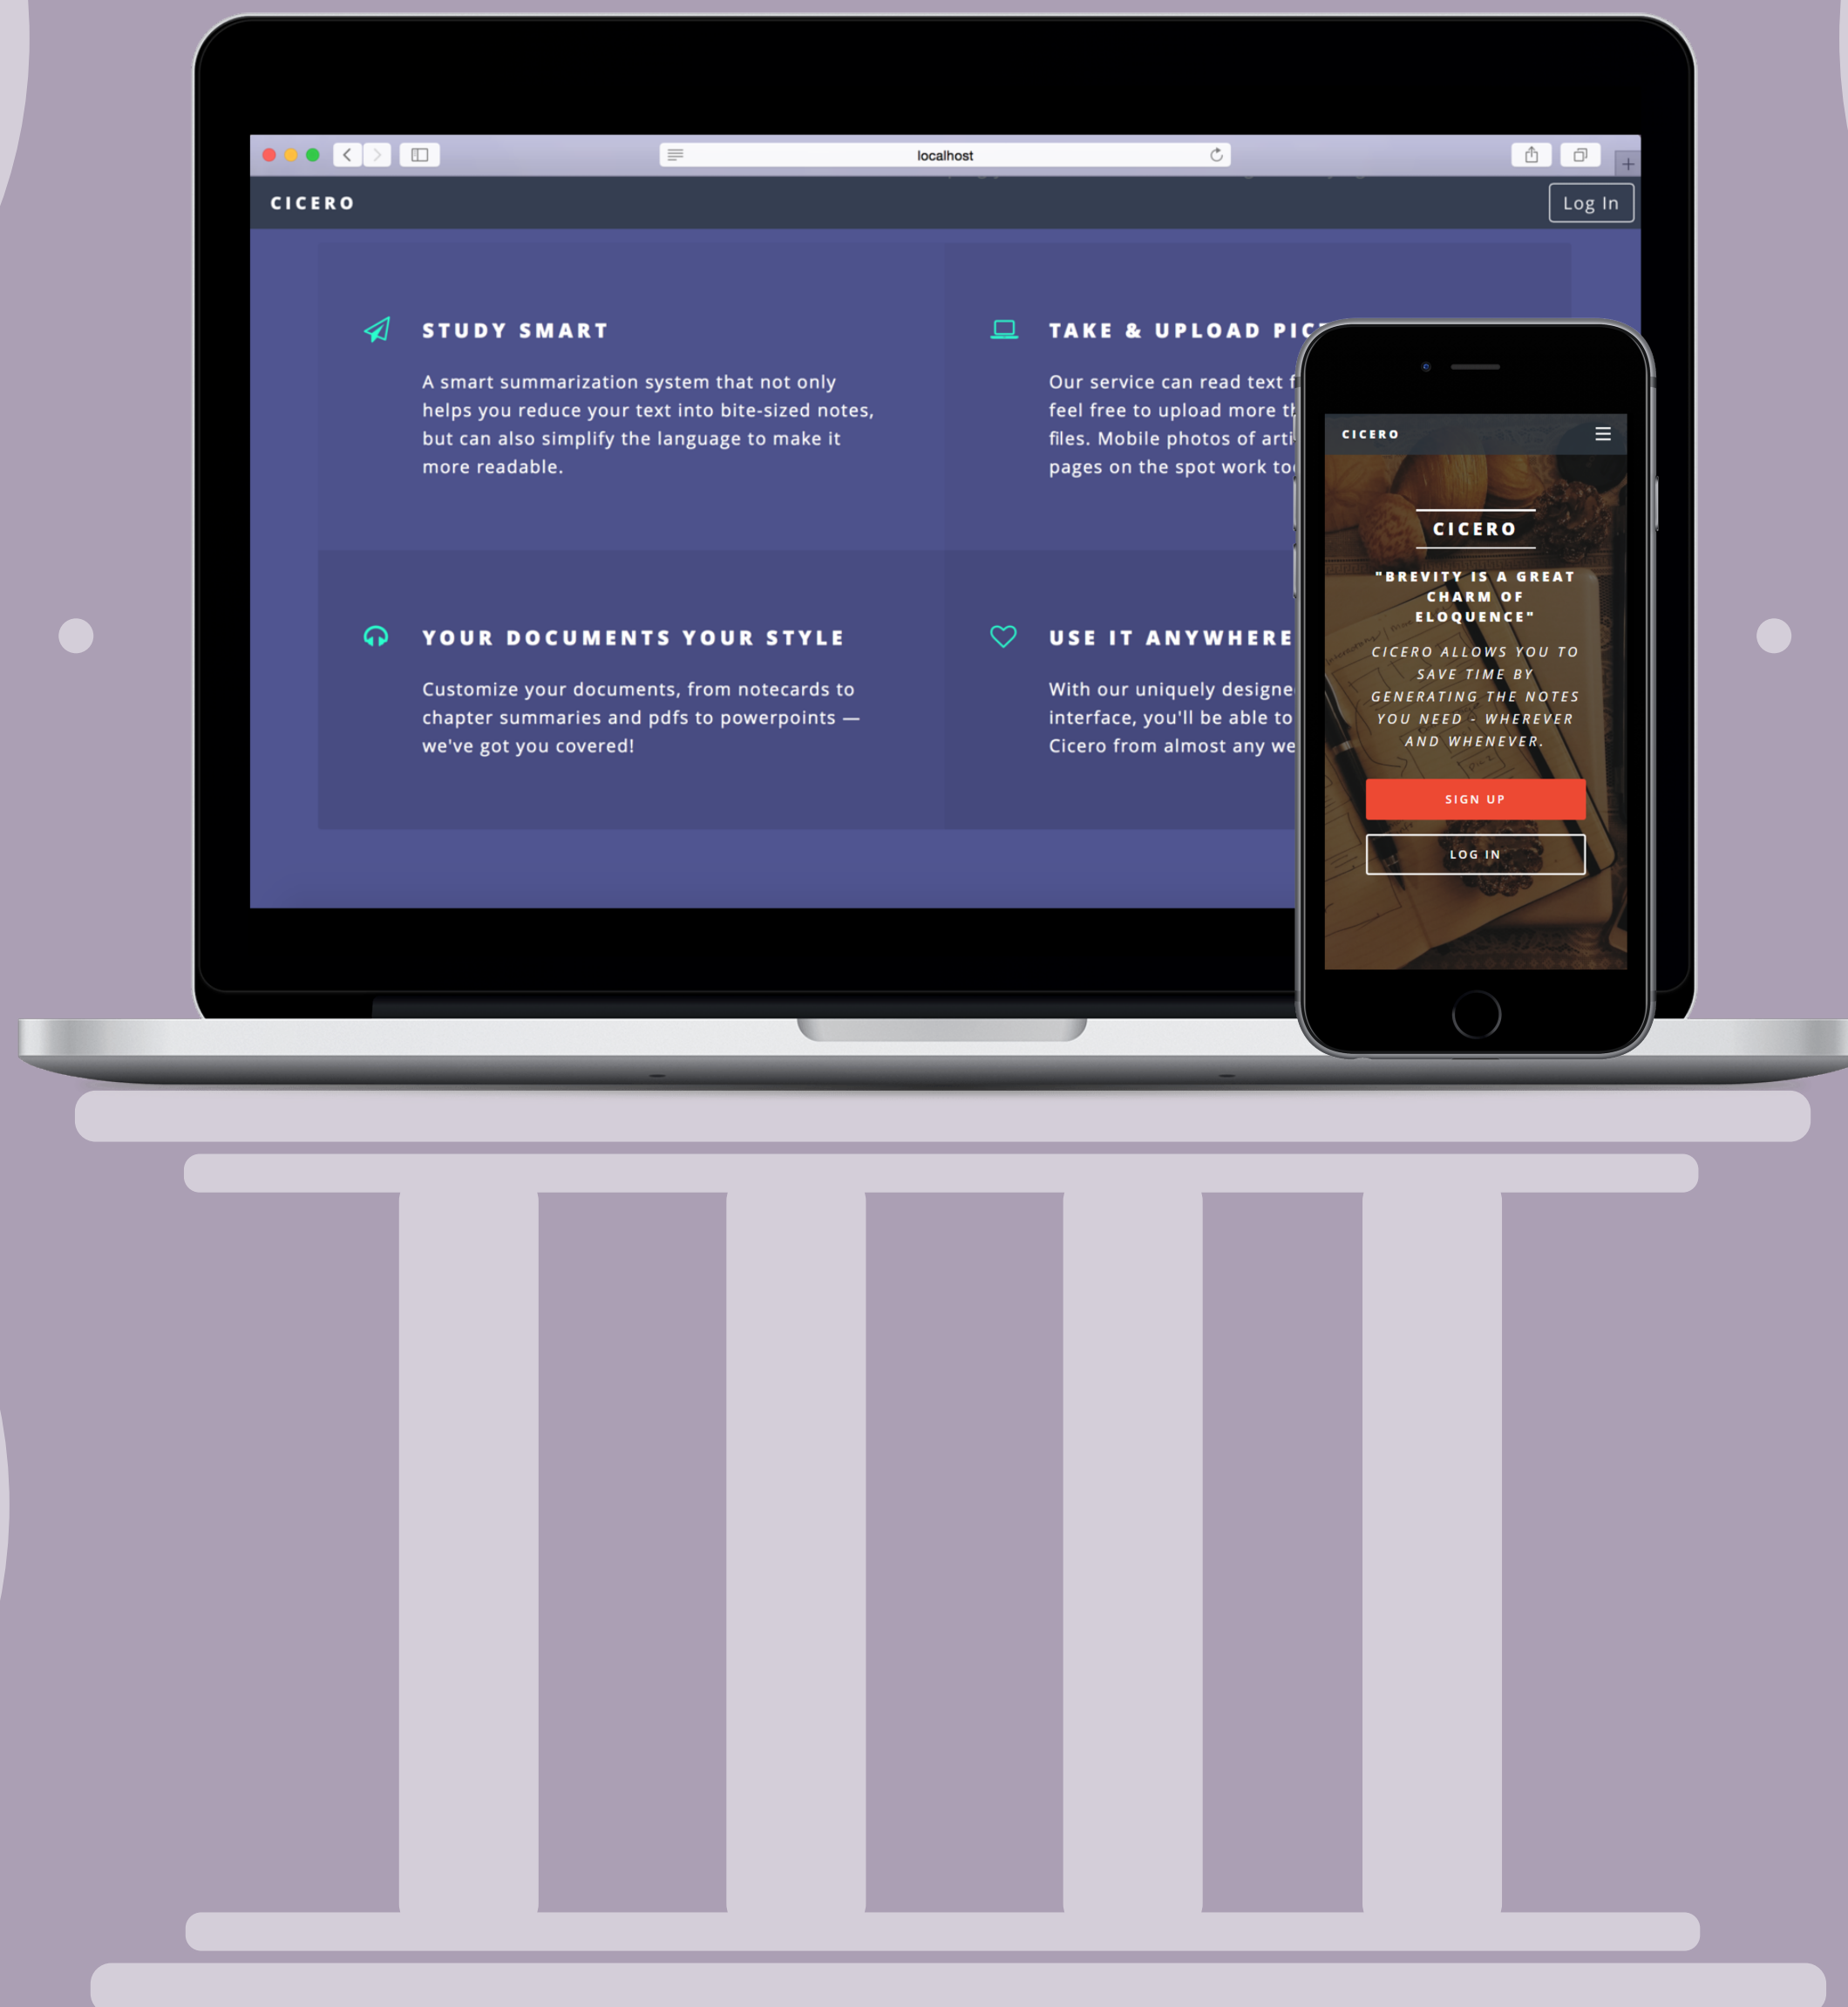 localhost
CICERO
Log In
STUDY SMART
A smart summarization system that not only
helps you reduce your text into bite-sized notes,
but can also simplify the language to make it
more readable.
TAKE & UPLOAD
Our service can read text
feel free to upload more
files. Mobile photos of
pages on the spot work
YOUR DOCUMENTS YOUR STYLE
Customize your documents, from notecards to
chapter summaries and pdfs to powerpoints —
we've got you covered!
USE IT ANYWHERE
With our uniquely
interface, you'll be able to
Cicero from almost any
CICERO
CICERO
"BREVITY IS A GREAT
CHARM OF
ELOQUENCE"
CICERO ALLOWS YOU TO
SAVE TIME BY
GENERATING THE NOTES
YOU NEED - WHEREVER
AND WHENEVER.
SIGN UP
LOG IN